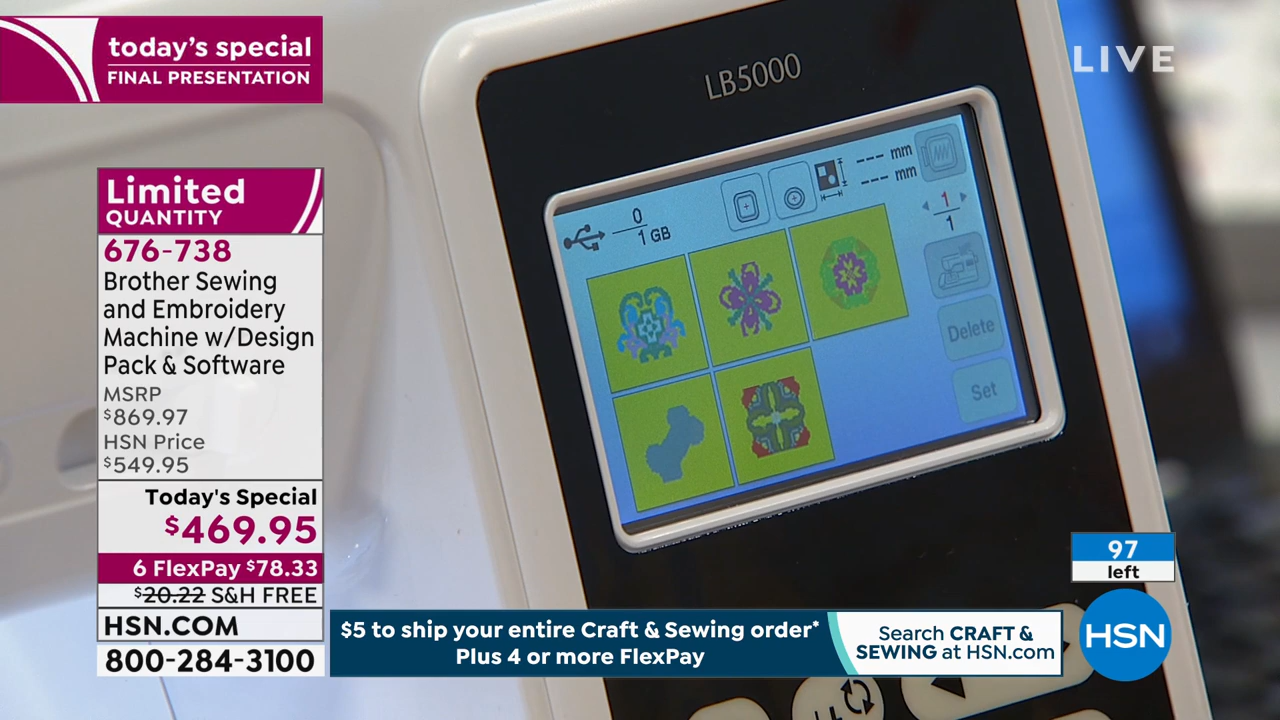 today's special
FINAL PRESENTATION
LIVE
Limited
QUANTITY
676-738
Brother Sewing
and Embroidery
Machine w/Design
Pack & Software
MSRP
$869.97
HSN Price
$549.95
Today's Special
$469.95
6 FlexPay $78.33
$20.22 S&H FREE
HSN.COM
800-284-3100
LB5000
0
1 GB
--- mm
--- mm
1
1
Delete
Set
97
left
$5 to ship your entire Craft & Sewing order*
Plus 4 or more FlexPay
Search CRAFT &
SEWING at HSN.com
HSN